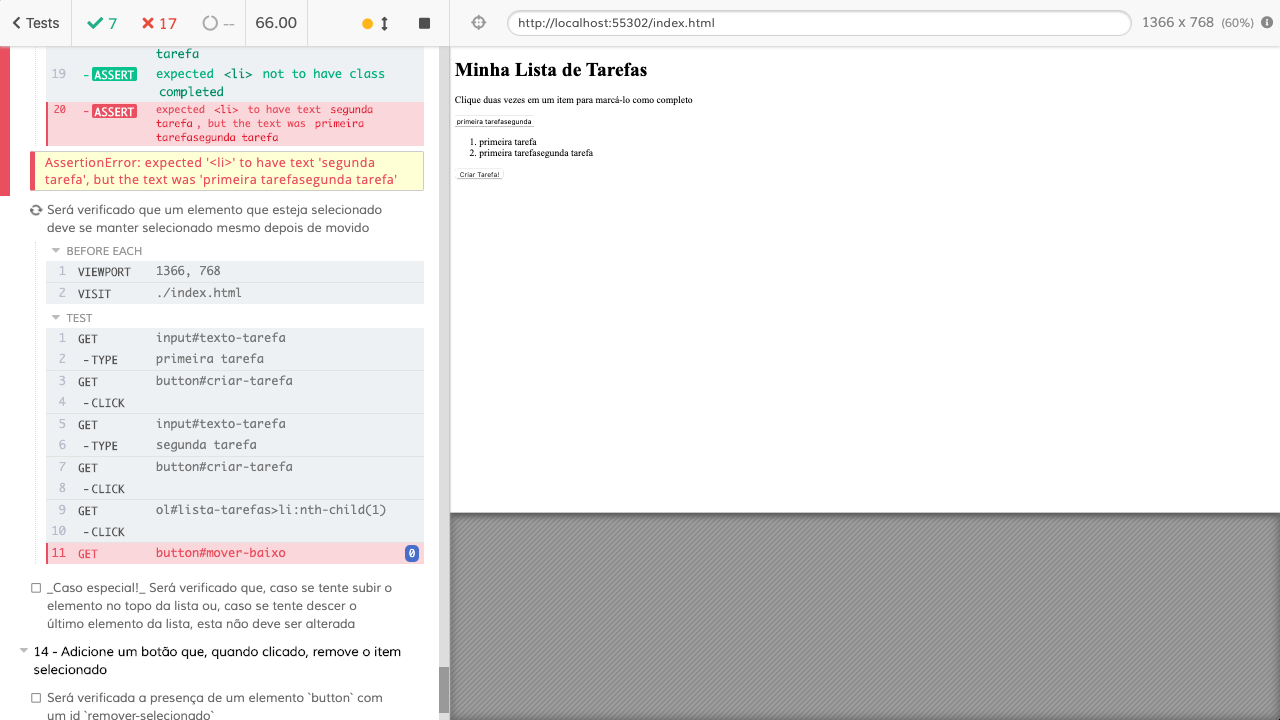 Tests 7 17 -- 66.00 http://localhost:55302/index.html 1366 x 768 (60%)
tarefa
19 -ASSERT expected <li> not to have class
completed
20 -ASSERT expected <li> to have text segunda
tarefa, but the text was primeira
tarefasegunda tarefa
AssertionError: expected '<li>' to have text 'segunda
tarefa', but the text was 'primeira tarefasegunda tarefa'
Será verificado que um elemento que esteja selecionado
deve se manter selecionado mesmo depois de movido
BEFORE EACH
1 VIEWPORT 1366, 768
2 VISIT ./index.html
TEST
1 GET input#texto-tarefa
2 -TYPE primeira tarefa
3 GET button#criar-tarefa
4 -CLICK
5 GET input#texto-tarefa
6 -TYPE segunda tarefa
7 GET button#criar-tarefa
8 -CLICK
9 GET ol#lista-tarefas>li:nth-child(1)
10 -CLICK
11 GET button#mover-baixo 0
_Caso especial!_ Será verificado que, caso se tente subir o
elemento no topo da lista ou, caso se tente descer o
último elemento da lista, esta não deve ser alterada
14 - Adicione um botão que, quando clicado, remove o item
selecionado
Será verificada a presença de um elemento `button` com
um id `remover-selecionado`
Minha Lista de Tarefas
Clique duas vezes em um item para marcá-lo como completo
primeira tarefasegunda
1. primeira tarefa
2. primeira tarefasegunda tarefa
Criar Tarefa!